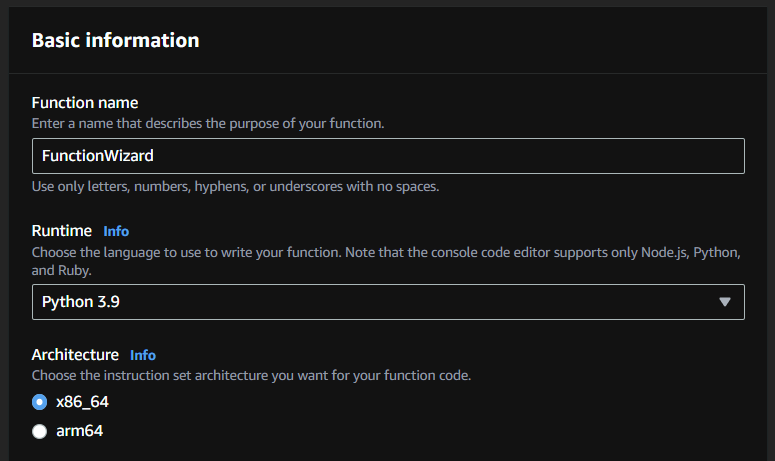 Basic information
Function name
Enter a name that describes the purpose of your function.
FunctionWizard
Use only letters, numbers, hyphens, or underscores with no spaces.
Runtime Info
Choose the language to use to write your function. Note that the console code editor supports only Node.js, Python,
and Ruby.
Python 3.9
Architecture Info
Choose the instruction set architecture you want for your function code.
x86_64
arm64